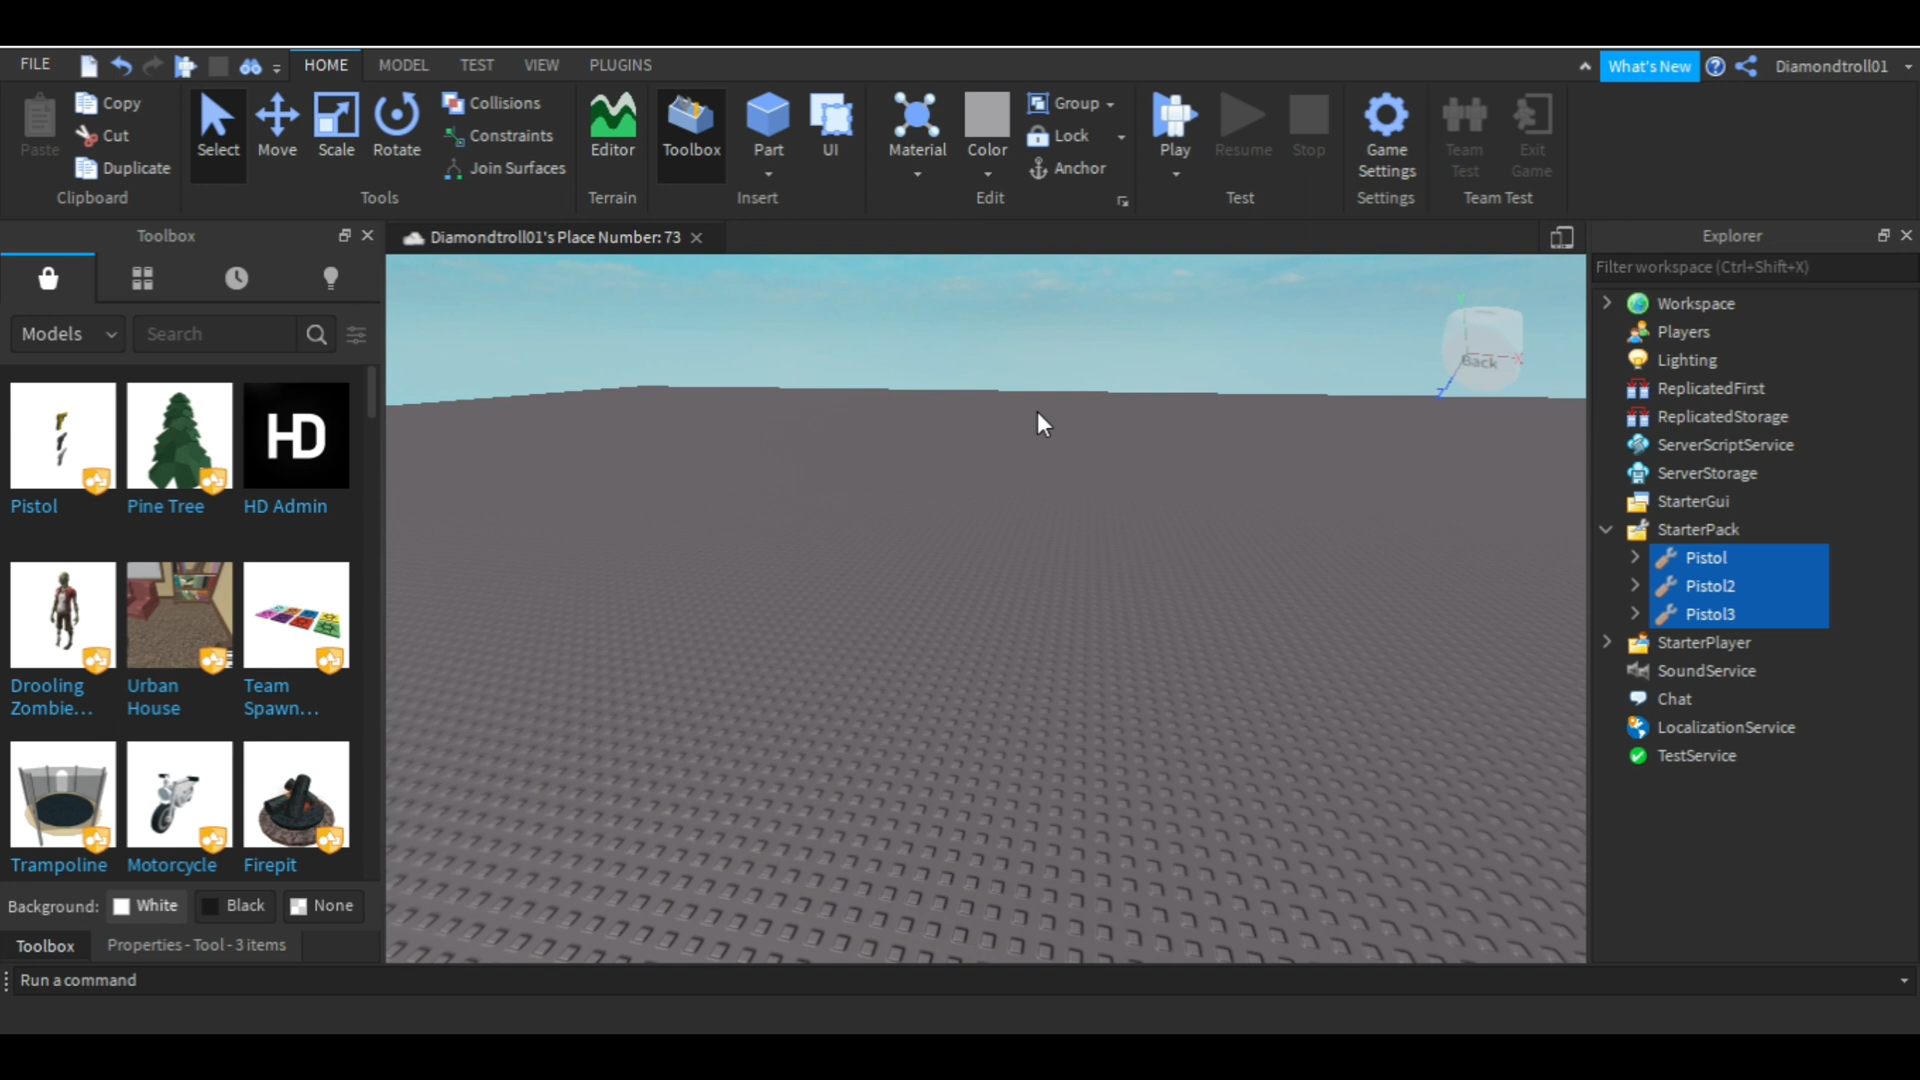 FILE
HOME
MODEL
TEST
VIEW
PLUGINS
What's New
Diamondtroll01
Paste
Copy
Cut
Duplicate
Clipboard
Select
Move
Scale
Rotate
Collisions
Constraints
Join Surfaces
Tools
Editor
Terrain
Toolbox
Part
UI
Insert
Material
Color
Group
Lock
Anchor
Edit
Play
Resume
Stop
Test
Game
Settings
Settings
Team
Test
Exit
Game
Team Test
Toolbox
Models
Search
HD
Pistol
Pine Tree
HD Admin
Drooling
Zombie...
Urban
House
Team
Spawn...
Trampoline
Motorcycle
Firepit
Background:
White
Black
None
Toolbox
Properties - Tool - 3 items
Diamondtroll01's Place Number: 73
Back
X
Z
Explorer
Filter workspace (Ctrl+Shift+X)
Workspace
Players
Lighting
ReplicatedFirst
ReplicatedStorage
ServerScriptService
ServerStorage
StarterGui
StarterPack
Pistol
Pistol2
Pistol3
StarterPlayer
SoundService
Chat
LocalizationService
TestService
Run a command